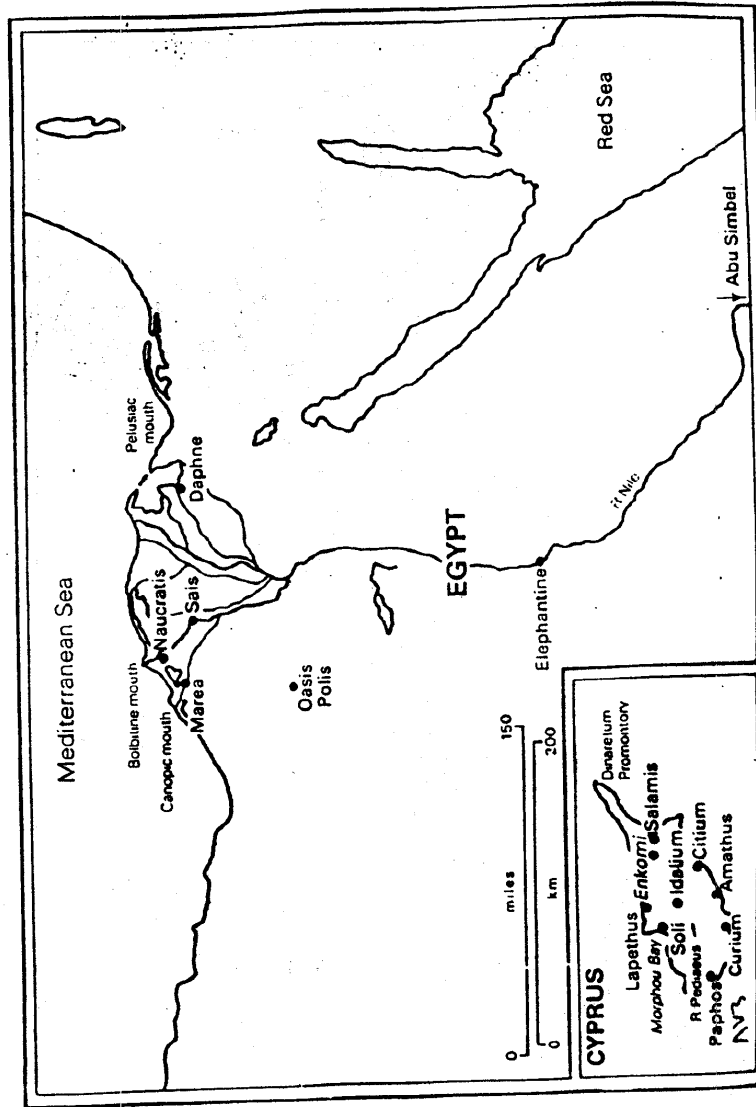 Mediterranean Sea
Bolbitine mouth
Canopic mouth
Naucratis
Sais
Marea
Pelusiac
mouth
Daphne
Red Sea
Oasis
Polis
EGYPT
Elephantine
R Nile
Abu Simbel
0 miles 150
0 km 200
CYPRUS
Dinaretum
Promontory
Lapethus
Enkomi
Salamis
Morphou Bay
Soli
Idalium
Citium
R Pediaeus
Paphos
Curium
Amathus